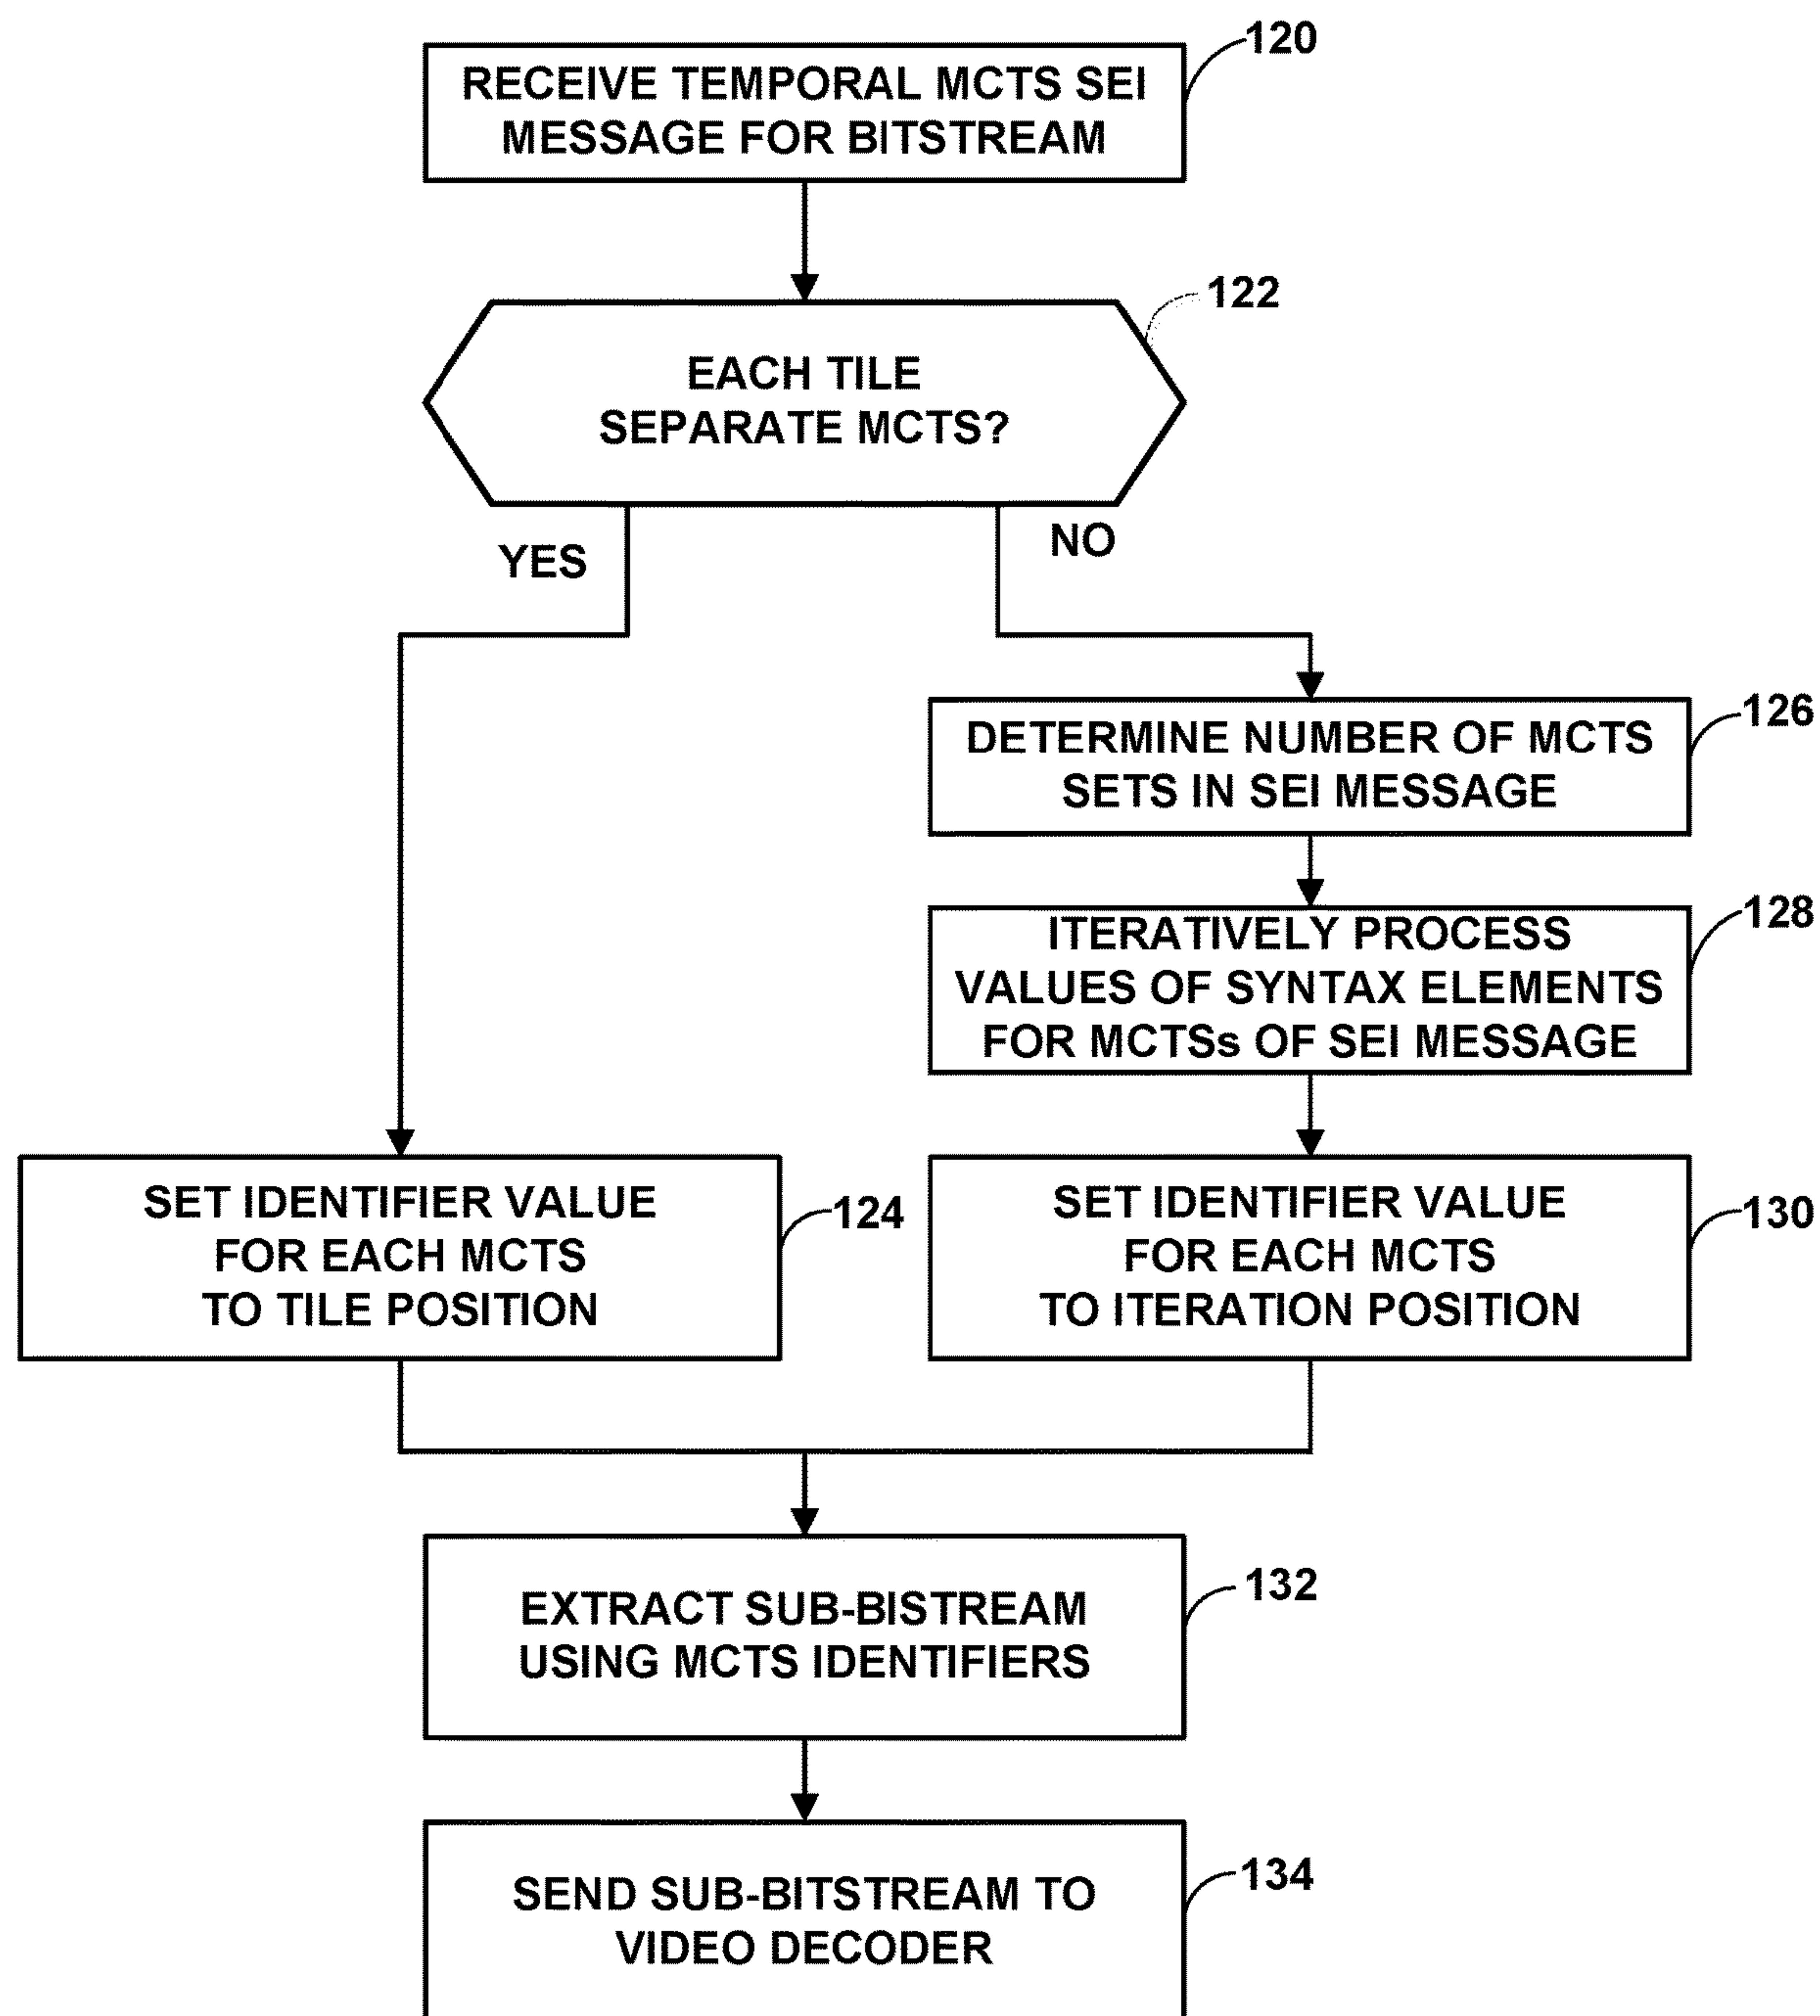 120
RECEIVE TEMPORAL MCTS SEI
MESSAGE FOR BITSTREAM
122
EACH TILE
SEPARATE MCTS?
YES
NO
126
DETERMINE NUMBER OF MCTS
SETS IN SEI MESSAGE
128
ITERATIVELY PROCESS
VALUES OF SYNTAX ELEMENTS
FOR MCTSs OF SEI MESSAGE
SET IDENTIFIER VALUE
FOR EACH MCTS
TO TILE POSITION
124
SET IDENTIFIER VALUE
FOR EACH MCTS
TO ITERATION POSITION
130
EXTRACT SUB-BISTREAM
USING MCTS IDENTIFIERS
132
SEND SUB-BITSTREAM TO
VIDEO DECODER
134